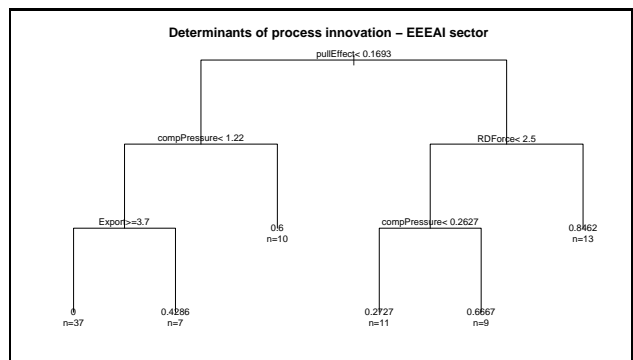 Determinants of process innovation – EEEAI sector
pullEffect< 0.1693
compPressure< 1.22
RDForce< 2.5
Export>=3.7
0.6
n=10
compPressure< 0.2627
0.8462
n=13
0
n=37
0.4286
n=7
0.2727
n=11
0.6667
n=9